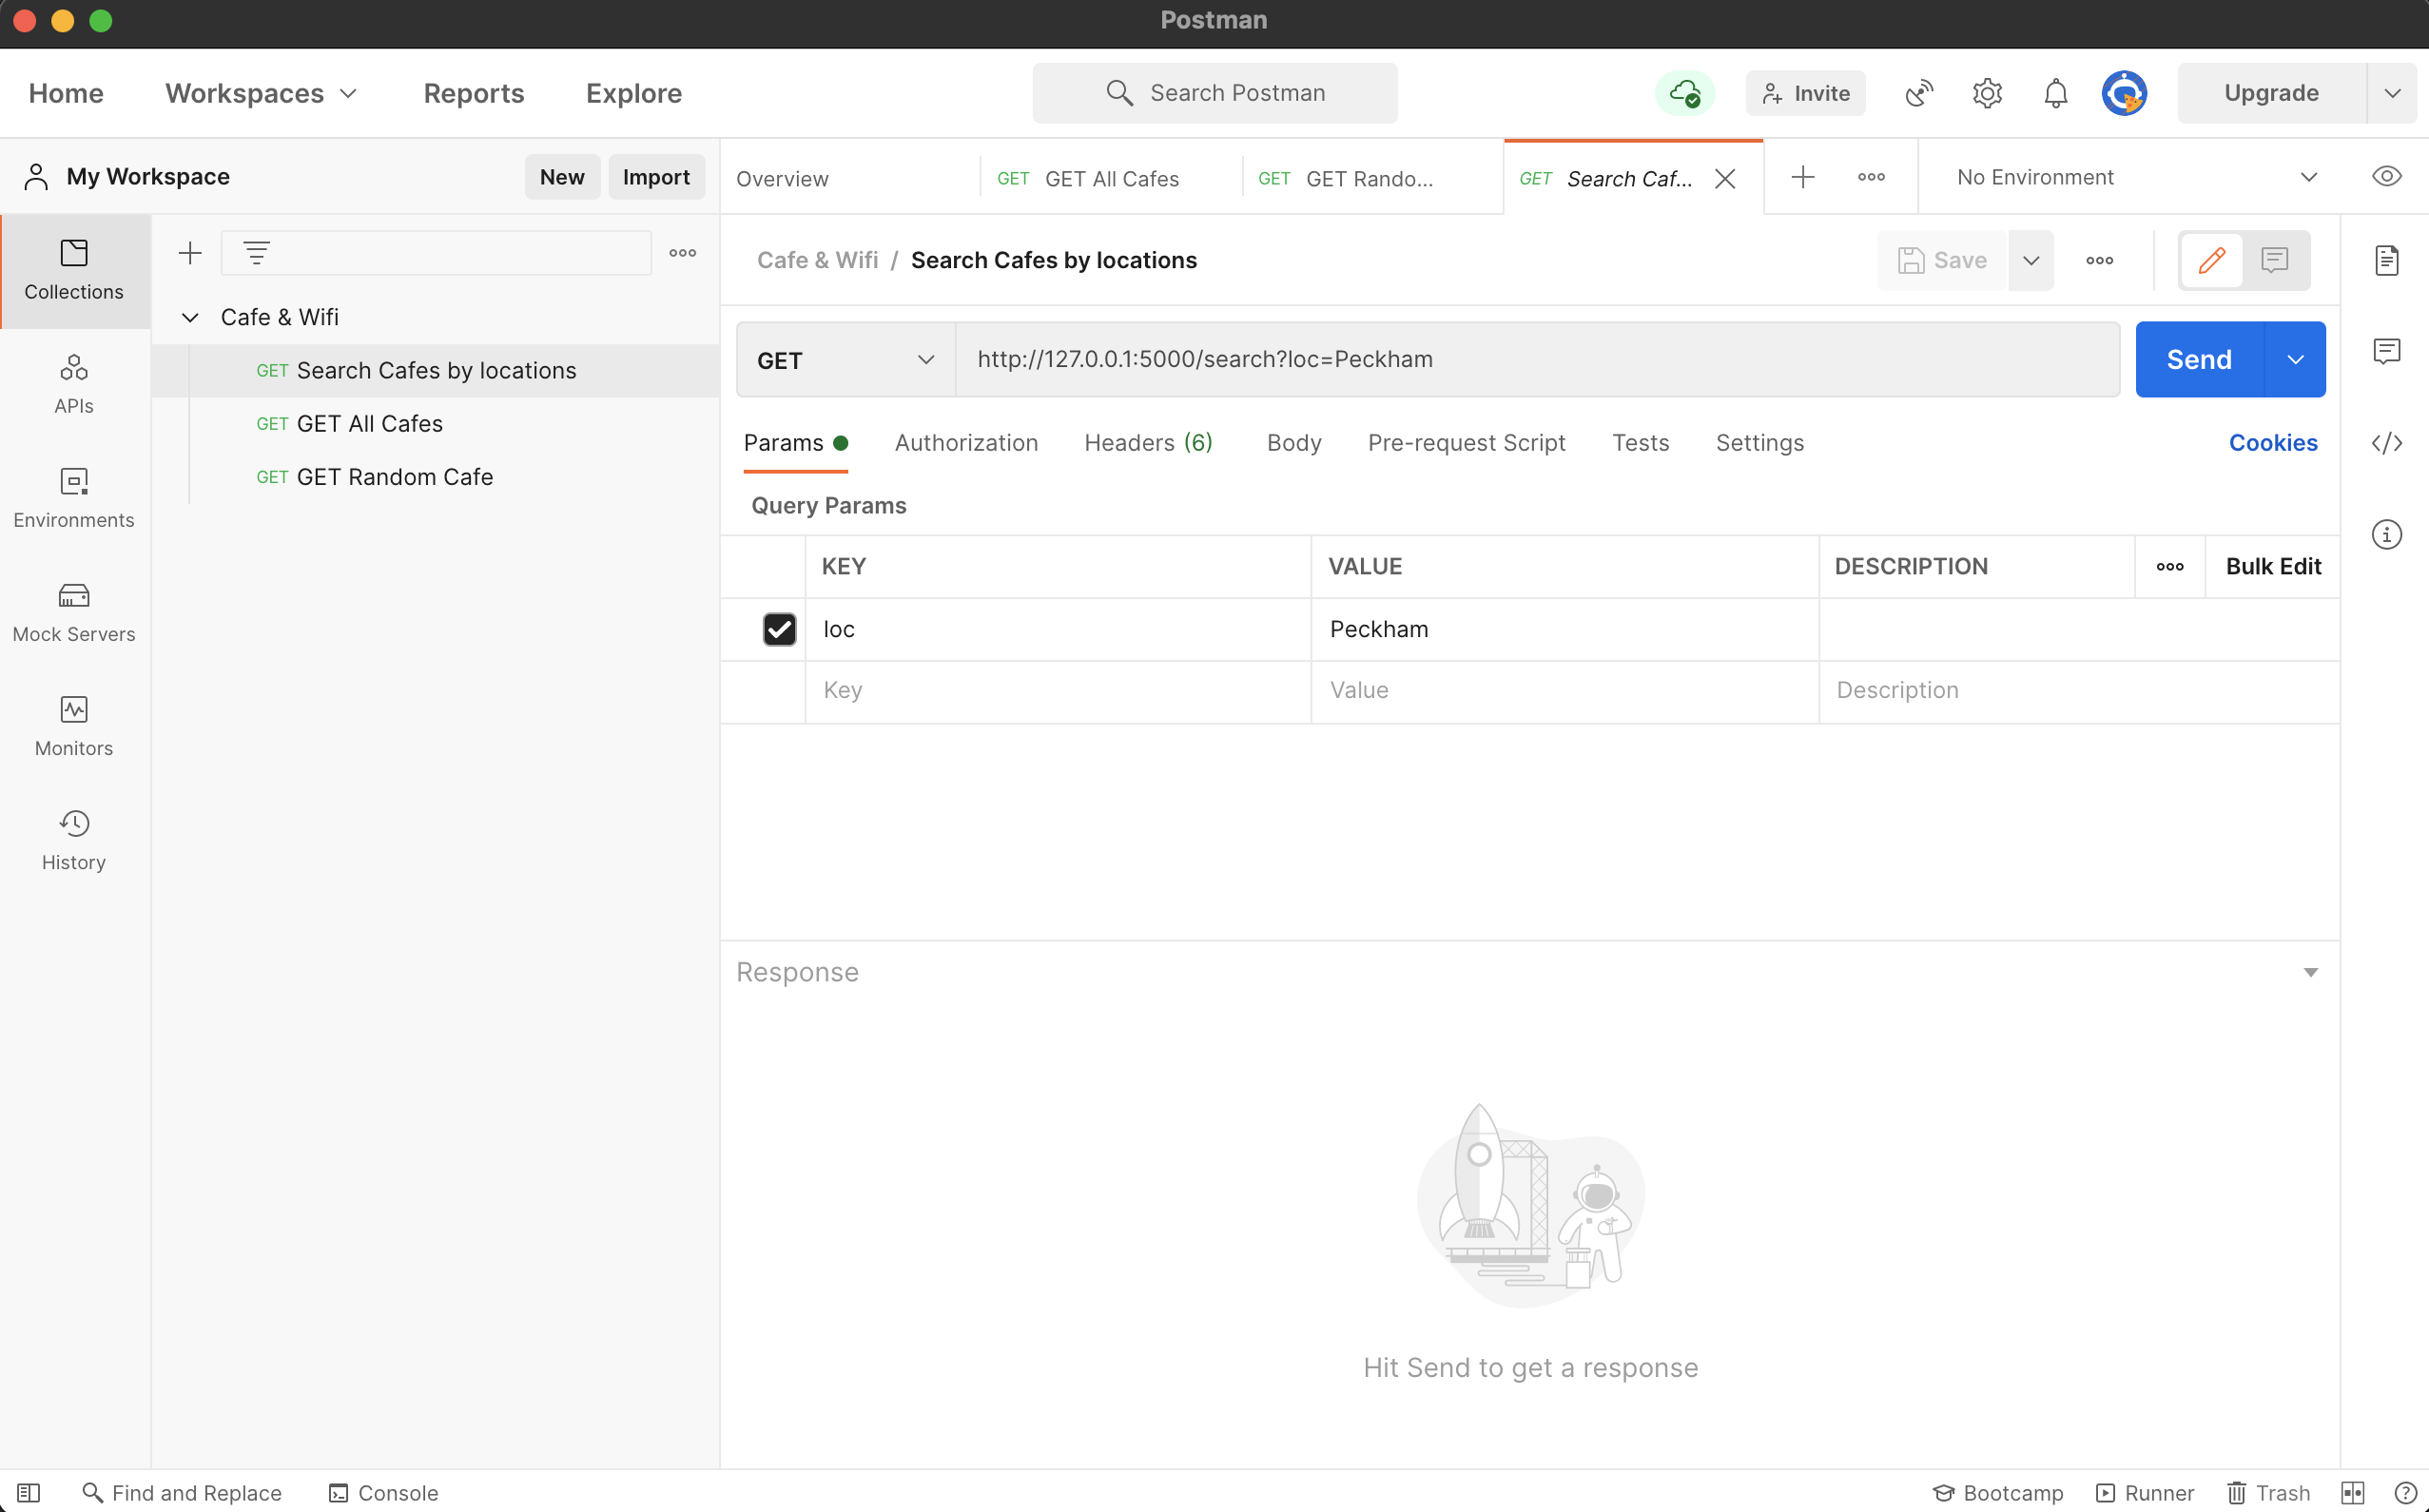 Postman
Home Workspaces Reports Explore Search Postman Invite Upgrade
My Workspace New Import
Overview GET GET All Cafes GET GET Rando... GET Search Caf... No Environment
Collections
APIs
Environments
Mock Servers
Monitors
History
Cafe & Wifi
GET Search Cafes by locations
GET GET All Cafes
GET GET Random Cafe
Cafe & Wifi / Search Cafes by locations Save
GET http://127.0.0.1:5000/search?loc=Peckham Send
Params Authorization Headers (6) Body Pre-request Script Tests Settings Cookies
Query Params
KEY VALUE DESCRIPTION Bulk Edit
loc Peckham
Key Value Description
Response
Hit Send to get a response
Find and Replace Console Bootcamp Runner Trash